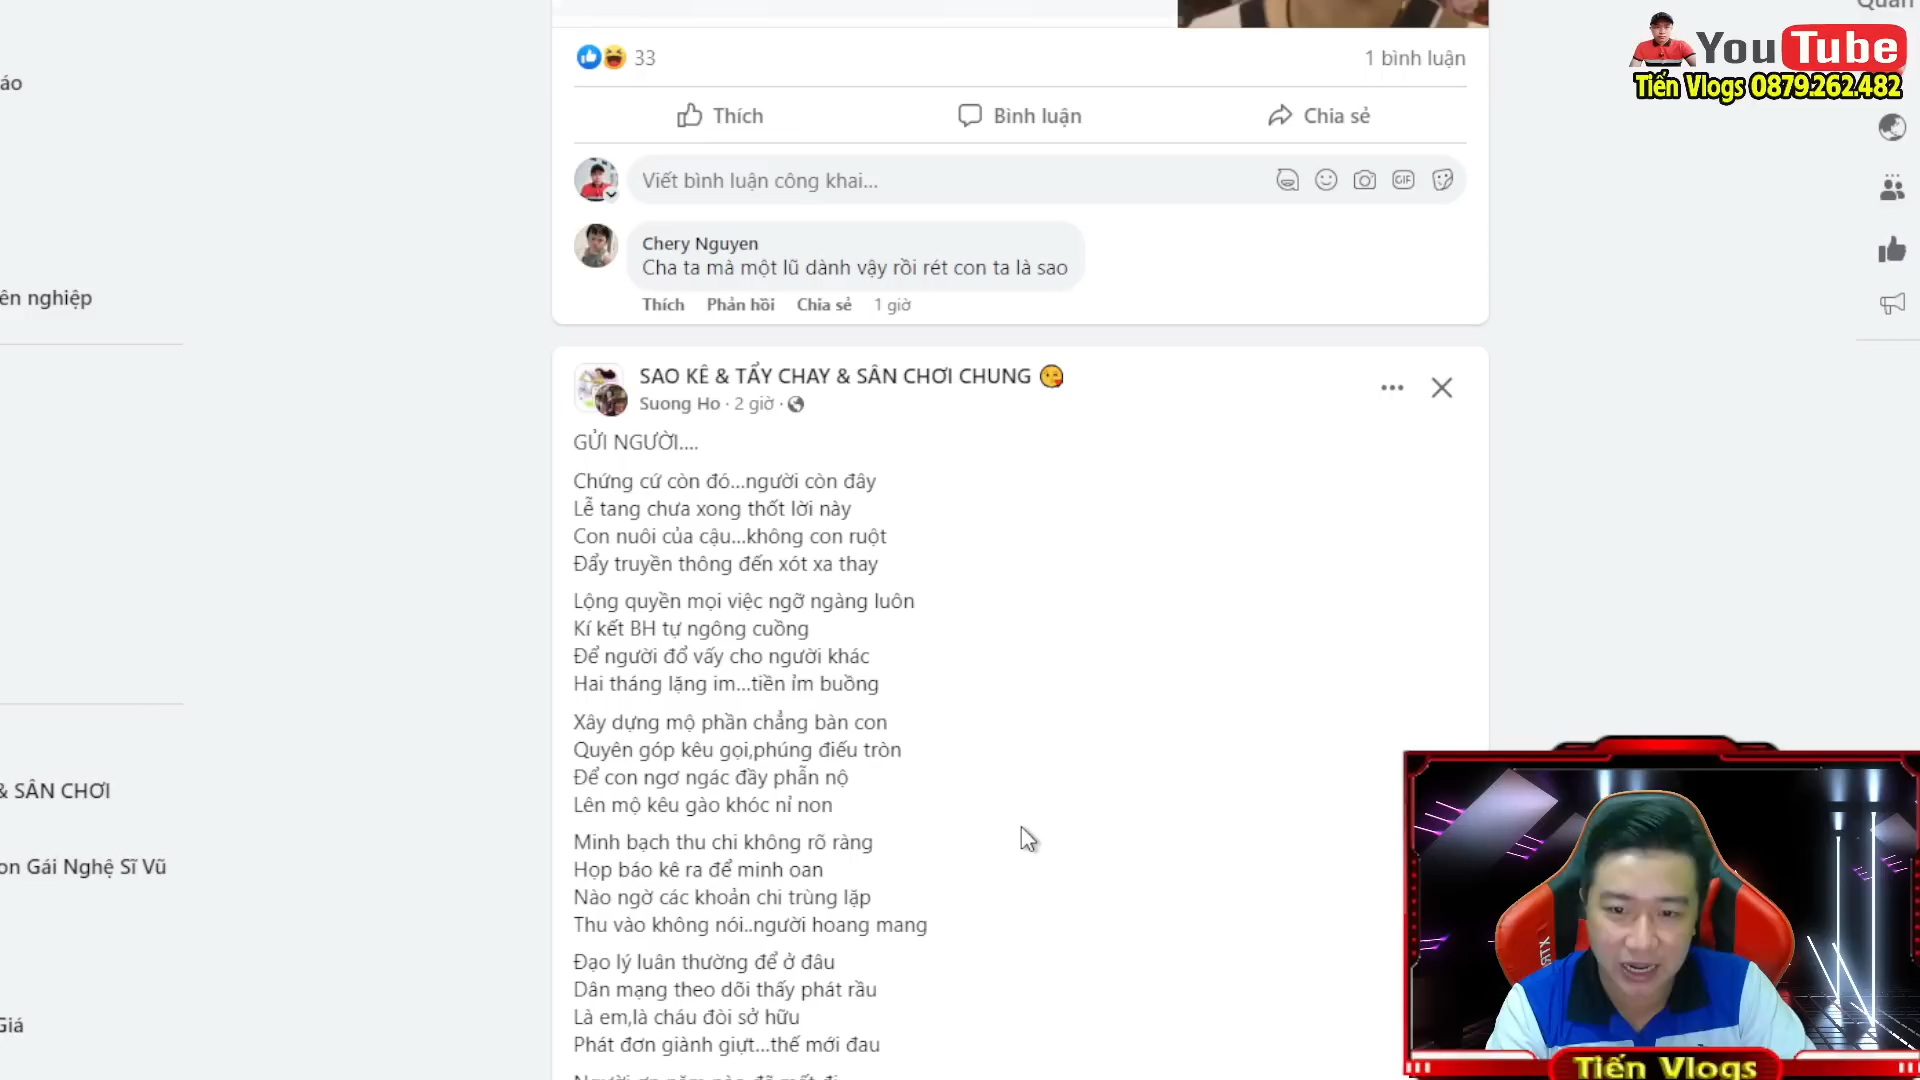 Quan
You Tube
Tiến Vlogs 0879.262.482
áo
ên nghiệp
& SÂN CHƠI
on Gái Nghệ Sĩ Vũ
Giá
33
1 bình luận
Thích
Bình luận
Chia sẻ
Viết bình luận công khai...
GIF
Chery Nguyen
Cha ta mà một lũ dành vậy rồi rét con ta là sao
Thích Phản hồi Chia sẻ 1 giờ
SAO KÊ & TẨY CHAY & SÂN CHƠI CHUNG 😘
Suong Ho · 2 giờ ·
GỬI NGƯỜI....
Chứng cứ còn đó...người còn đây
Lễ tang chưa xong thốt lời này
Con nuôi của cậu...không con ruột
Đẩy truyền thông đến xót xa thay
Lộng quyền mọi việc ngỡ ngàng luôn
Kí kết BH tự ngông cuồng
Để người đổ vấy cho người khác
Hai tháng lặng im...tiền ỉm buồng
Xây dựng mộ phần chẳng bàn con
Quyên góp kêu gọi,phúng điếu tròn
Để con ngơ ngác đầy phẫn nộ
Lên mộ kêu gào khóc nỉ non
Minh bạch thu chi không rõ ràng
Họp báo kê ra để minh oan
Nào ngờ các khoản chi trùng lặp
Thu vào không nói..người hoang mang
Đạo lý luân thường để ở đâu
Dân mạng theo dõi thấy phát rầu
Là em,là cháu đòi sở hữu
Phát đơn giành giựt...thế mới đau
Tiến Vlogs